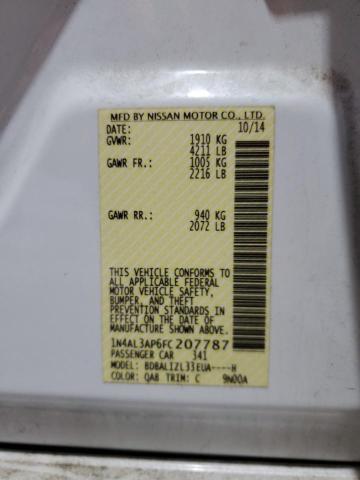 MFD BY NISSAN MOTOR CO., LTD.
DATE: 10/14
GVWR: 1910 KG
4211 LB
GAWR FR.: 1005 KG
2216 LB
GAWR RR.: 940 KG
2072 LB
THIS VEHICLE CONFORMS TO
ALL APPLICABLE FEDERAL
MOTOR VEHICLE SAFETY,
BUMPER, AND THEFT
PREVENTION STANDARDS IN
EFFECT ON THE DATE OF
MANUFACTURE SHOWN ABOVE.
1N4AL3AP6FC207787
PASSENGER CAR 341
MODEL: BDBALIZL33EUA----H
COLOR: QAB TRIM: C 9N00A